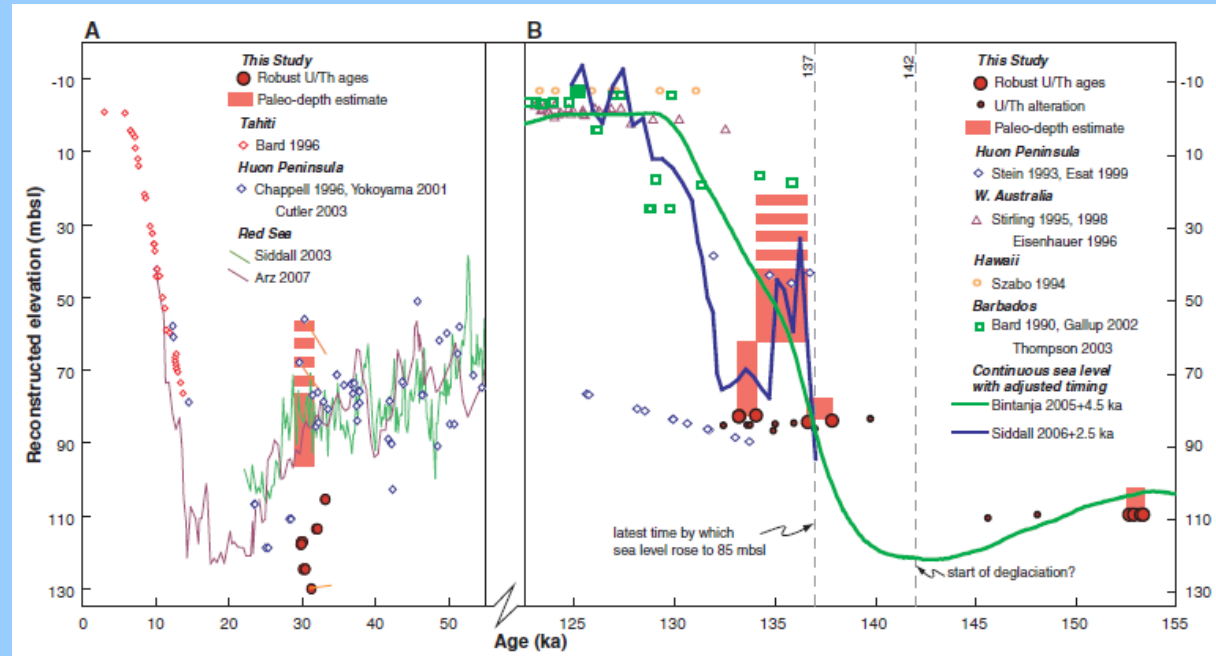 A
This Study
Robust U/Th ages
Paleo-depth estimate
Tahiti
Bard 1996
Huon Peninsula
Chappell 1996, Yokoyama 2001
Cutler 2003
Red Sea
Siddall 2003
Arz 2007
Reconstructed elevation (mbsl)
-10
10
30
50
70
90
110
130
0
10
20
30
40
50
B
137
142
This Study
Robust U/Th ages
U/Th alteration
Paleo-depth estimate
Huon Peninsula
Stein 1993, Esat 1999
W. Australia
Stirling 1995, 1998
Eisenhauer 1996
Hawaii
Szabo 1994
Barbados
Bard 1990, Gallup 2002
Thompson 2003
Continuous sea level
with adjusted timing
Bintanja 2005+4.5 ka
Siddall 2006+2.5 ka
latest time by which
sea level rose to 85 mbsl
start of deglaciation?
-10
10
30
50
70
90
110
130
125
130
135
140
145
150
155
Age (ka)